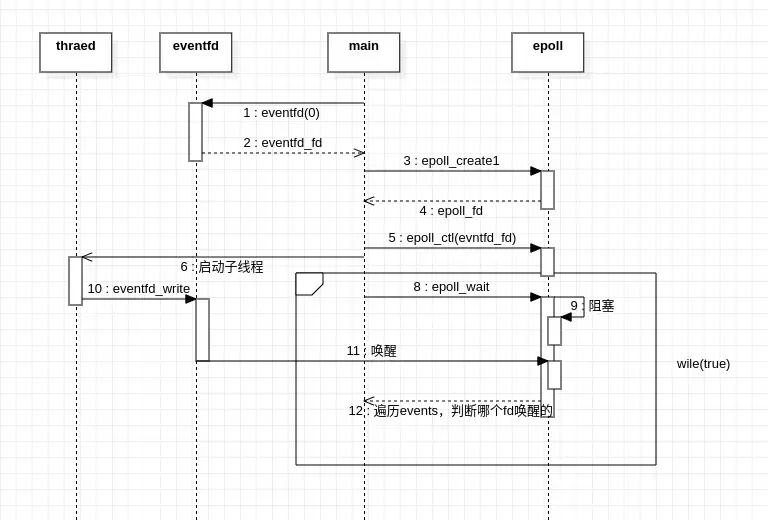 thraed
eventfd
main
epoll
1 : eventfd(0)
2 : eventfd_fd
3 : epoll_create1
4 : epoll_fd
5 : epoll_ctl(evntfd_fd)
6 : 启动子线程
8 : epoll_wait
10 : eventfd_write
9 : 阻塞
11 : 唤醒
wile(true)
12 : 遍历events，判断哪个fd唤醒的